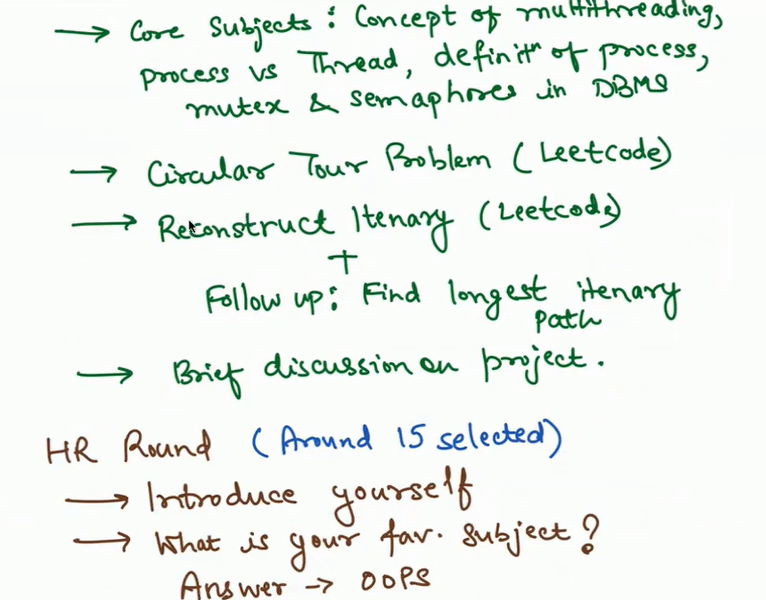 → Core Subjects : Concept of multithreading,
process vs Thread, definitn of process,
mutex & semaphores in DBMS
→ Circular Tour Problem (Leetcode)
→ Reconstruct Itenary (Leetcode)
+
Follow up : Find longest itenary
path
→ Brief discussion on project.
HR Round (Around 15 selected)
→ Introduce yourself
→ What is your fav. subject?
Answer → OOPS